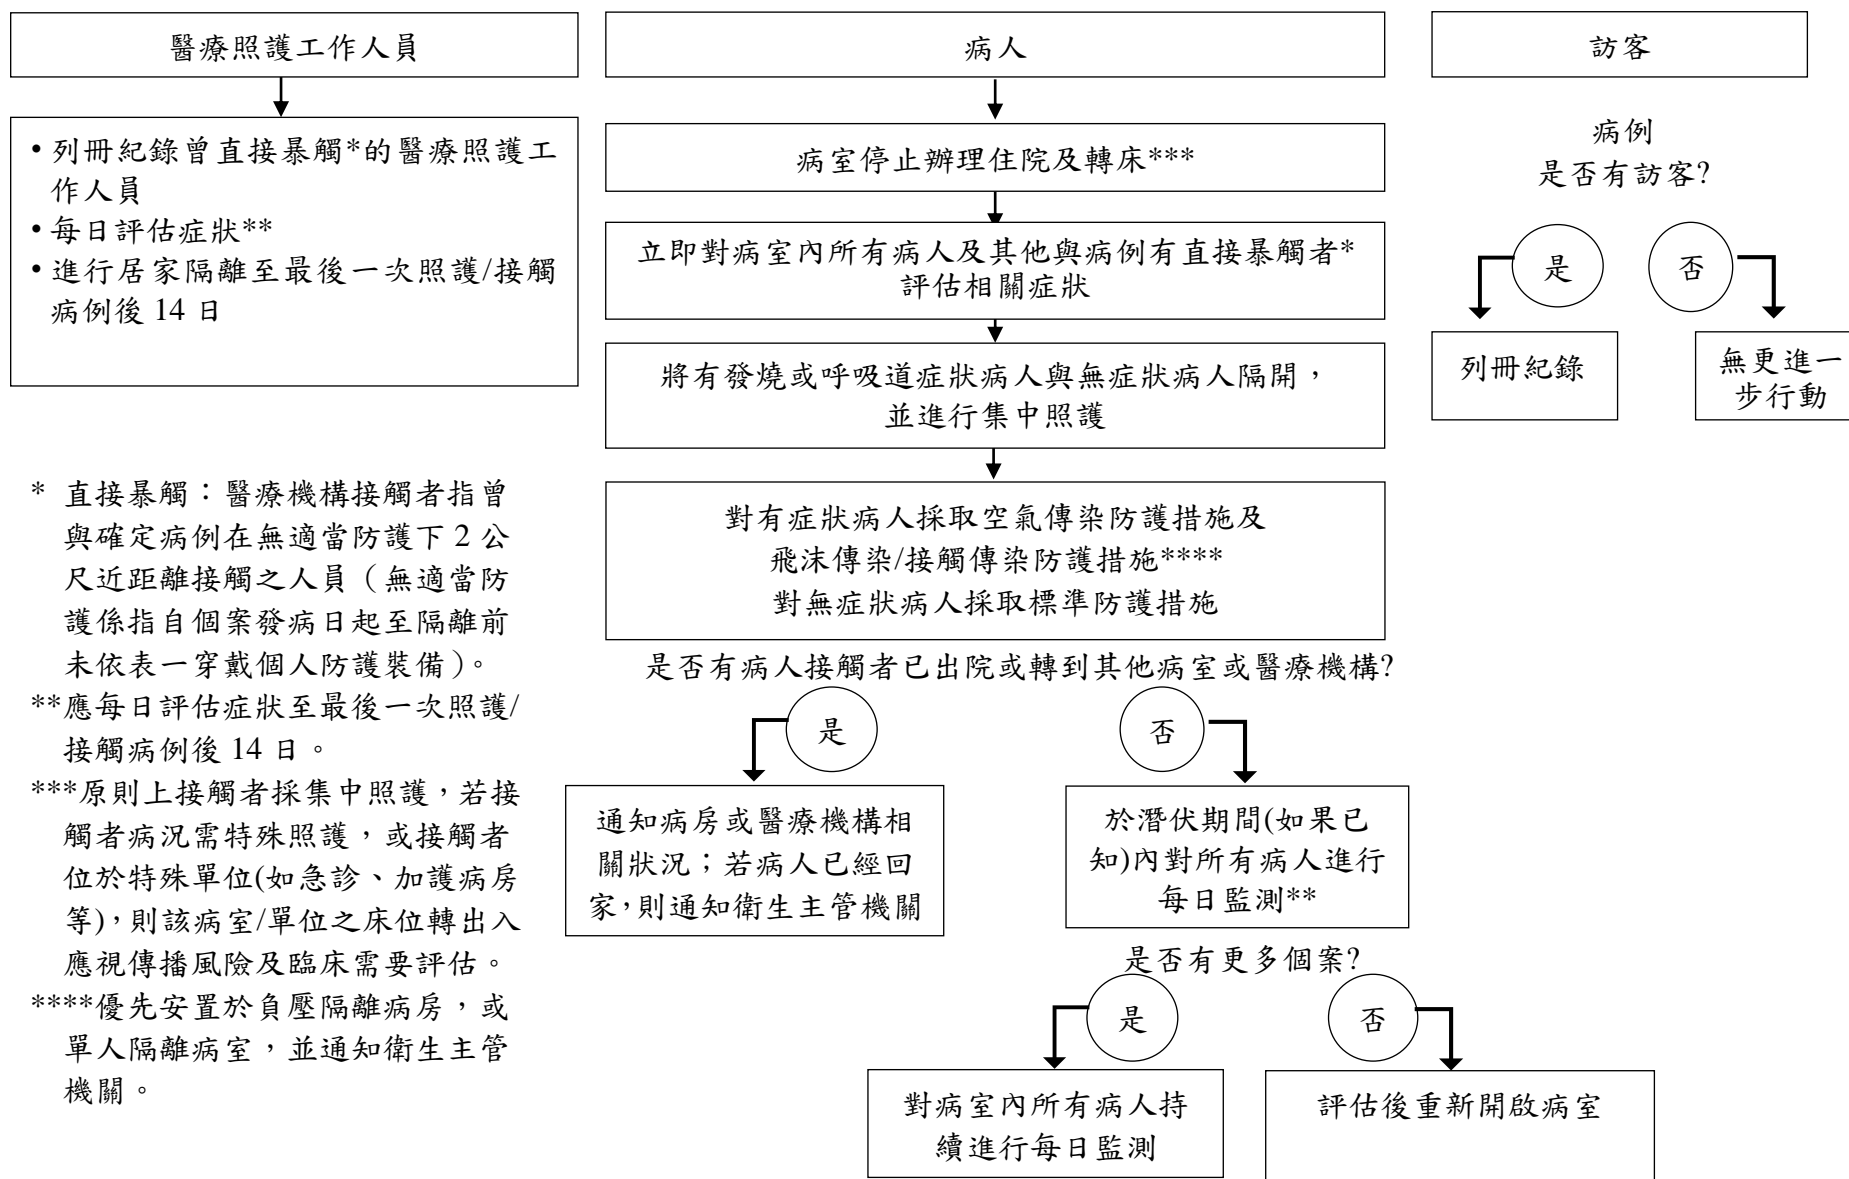 醫療照護工作人員
• 列冊紀錄曾直接暴觸*的醫療照護工
作人員
• 每日評估症狀**
• 進行居家隔離至最後一次照護/接觸
病例後 14 日
病人
病室停止辦理住院及轉床***
立即對病室內所有病人及其他與病例有直接暴觸者*
評估相關症狀
將有發燒或呼吸道症狀病人與無症狀病人隔開，
並進行集中照護
對有症狀病人採取空氣傳染防護措施及
飛沫傳染/接觸傳染防護措施****
對無症狀病人採取標準防護措施
是否有病人接觸者已出院或轉到其他病室或醫療機構?
是
否
通知病房或醫療機構相
關狀況；若病人已經回
家，則通知衛生主管機關
於潛伏期間(如果已
知)內對所有病人進行
每日監測**
是否有更多個案?
是
否
對病室內所有病人持
續進行每日監測
評估後重新開啟病室
訪客
病例
是否有訪客?
是
否
列冊紀錄
無更進一
步行動
* 直接暴觸：醫療機構接觸者指曾
與確定病例在無適當防護下 2 公
尺近距離接觸之人員（無適當防
護係指自個案發病日起至隔離前
未依表一穿戴個人防護裝備）。
**應每日評估症狀至最後一次照護/
接觸病例後 14 日。
***原則上接觸者採集中照護，若接
觸者病況需特殊照護，或接觸者
位於特殊單位(如急診、加護病房
等)，則該病室/單位之床位轉出入
應視傳播風險及臨床需要評估。
****優先安置於負壓隔離病房，或
單人隔離病室，並通知衛生主管
機關。